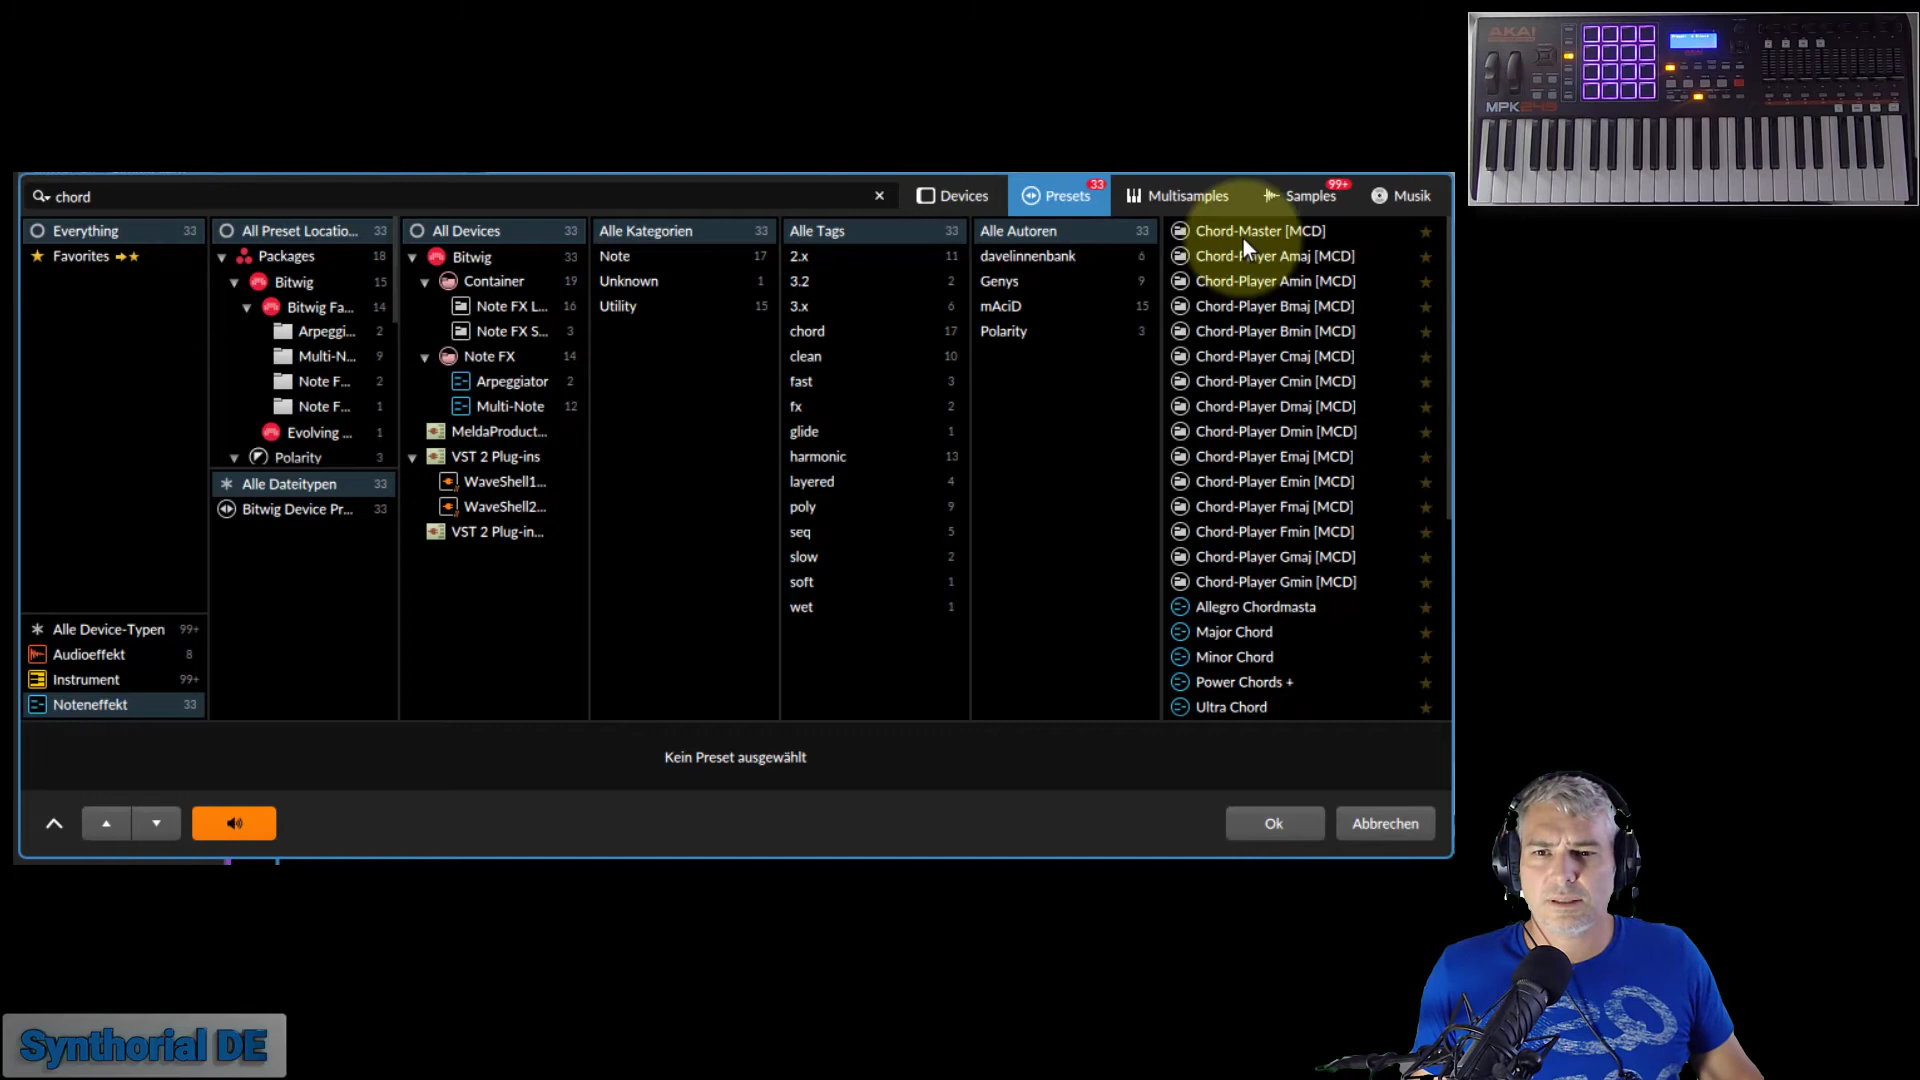 AKAI
MPK249
chord
Devices
Presets
33
Multisamples
Samples
99+
Musik
Everything 33
Favorites
Alle Device-Typen 99+
Audioeffekt 8
Instrument 99+
Noteneffekt 33
All Preset Locatio... 33
Packages 18
Bitwig 15
Bitwig Fa... 14
Arpeggi... 2
Multi-N... 9
Note F... 2
Note F... 1
Evolving ... 1
Polarity 3
Alle Dateitypen 33
Bitwig Device Pr... 33
All Devices 33
Bitwig 33
Container 19
Note FX L... 16
Note FX S... 3
Note FX 14
Arpeggiator 2
Multi-Note 12
MeldaProduct...
VST 2 Plug-ins
WaveShell1...
WaveShell2...
VST 2 Plug-in...
Alle Kategorien 33
Note 17
Unknown 1
Utility 15
Alle Tags 33
2.x 11
3.2 2
3.x 6
chord 17
clean 10
fast 3
fx 2
glide 1
harmonic 13
layered 4
poly 9
seq 5
slow 2
soft 1
wet 1
Alle Autoren 33
davelinnenbank 6
Genys 9
mAciD 15
Polarity 3
Chord-Master [MCD]
Chord-Player Amaj [MCD]
Chord-Player Amin [MCD]
Chord-Player Bmaj [MCD]
Chord-Player Bmin [MCD]
Chord-Player Cmaj [MCD]
Chord-Player Cmin [MCD]
Chord-Player Dmaj [MCD]
Chord-Player Dmin [MCD]
Chord-Player Emaj [MCD]
Chord-Player Emin [MCD]
Chord-Player Fmaj [MCD]
Chord-Player Fmin [MCD]
Chord-Player Gmaj [MCD]
Chord-Player Gmin [MCD]
Allegro Chordmasta
Major Chord
Minor Chord
Power Chords +
Ultra Chord
Kein Preset ausgewählt
Ok
Abbrechen
Synthorial DE